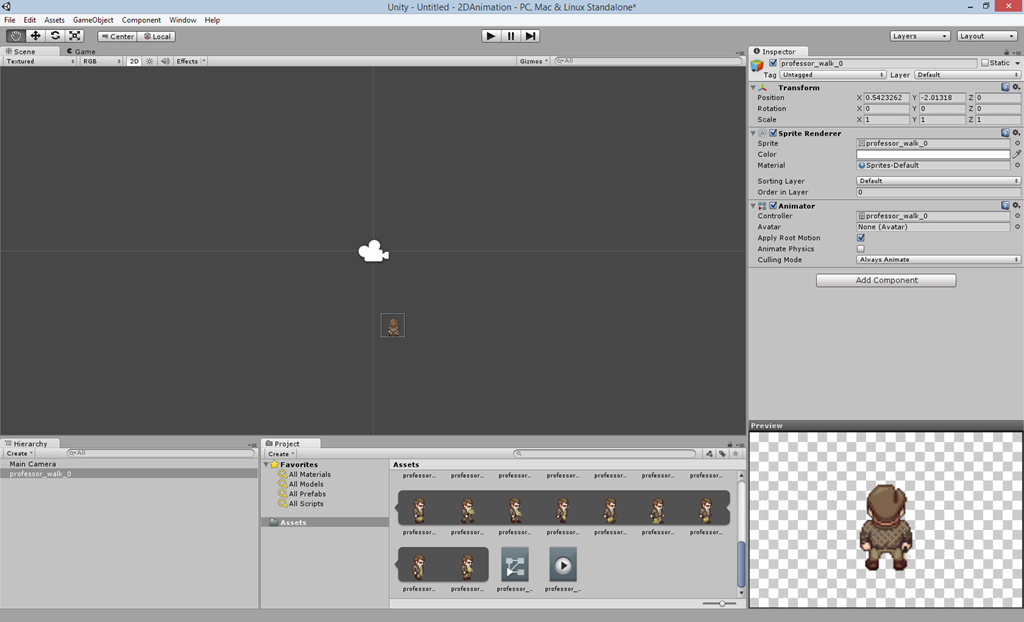 Unity - Untitled - 2DAnimation - PC, Mac & Linux Standalone*
File Edit Assets GameObject Component Window Help
Center Local Layers Layout
Scene Game
Textured RGB 2D Effects Gizmos All
Inspector
professor_walk_0 Static
Tag Untagged Layer Default
Transform
Position X 0.5423262 Y -2.01318 Z 0
Rotation X 0 Y 0 Z 0
Scale X 1 Y 1 Z 1
Sprite Renderer
Sprite professor_walk_0
Color
Material Sprites-Default
Sorting Layer Default
Order in Layer 0
Animator
Controller professor_walk_0
Avatar None (Avatar)
Apply Root Motion
Animate Physics
Culling Mode Always Animate
Add Component
Preview
Hierarchy
Create All
Main Camera
professor_walk_0
Project
Create
Favorites
All Materials
All Models
All Prefabs
All Scripts
Assets
Assets
professor... professor... professor... professor... professor... professor... professor...
professor... professor... professor... professor... professor... professor... professor...
professor... professor... professor_... professor_...